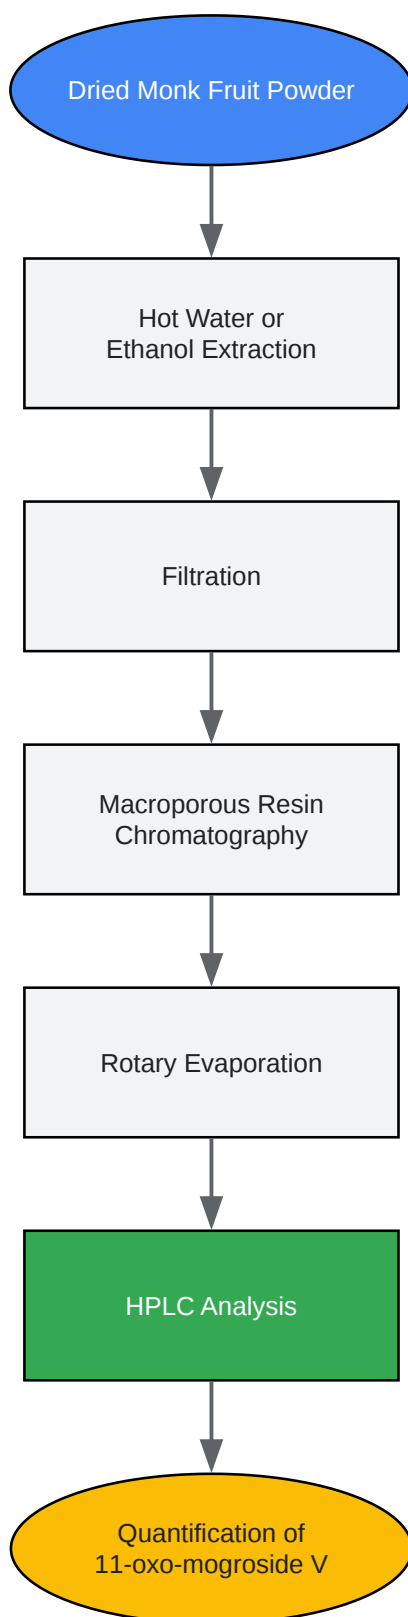 Dried Monk Fruit Powder
Hot Water or
Ethanol Extraction
Filtration
Macroporous Resin
Chromatography
Rotary Evaporation
HPLC Analysis
Quantification of
11-oxo-mogroside V